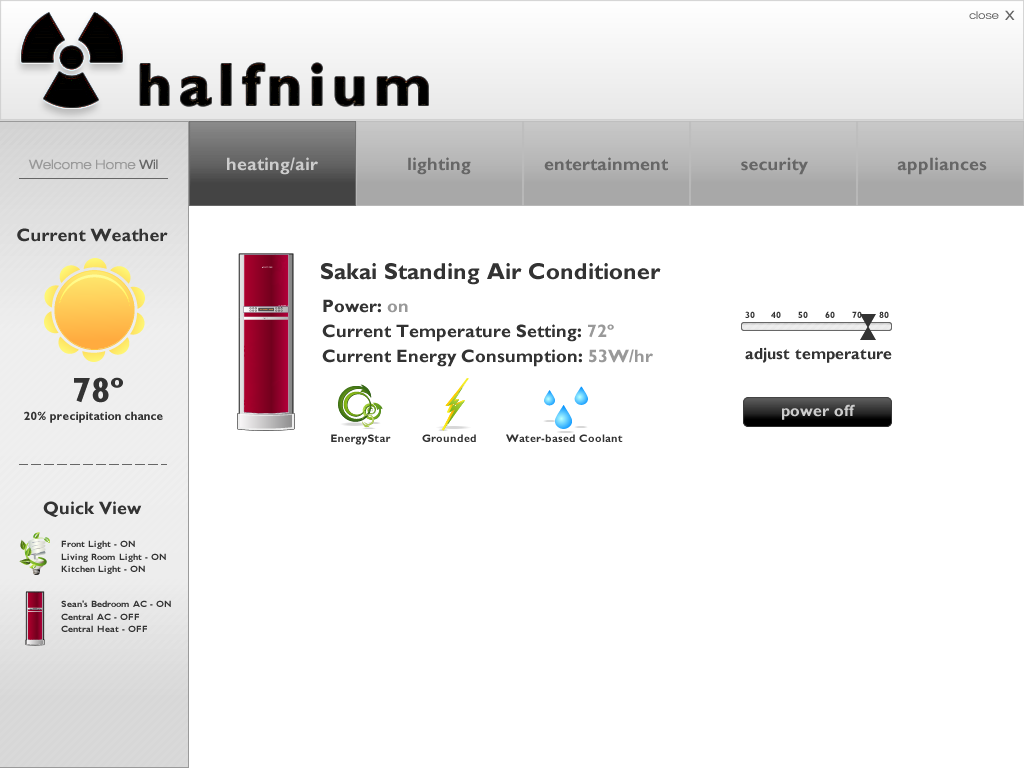 close X
halfnium
Welcome Home Wil
heating/air
lighting
entertainment
security
appliances
Current Weather
78º
20% precipitation chance
Quick View
Front Light - ON
Living Room Light - ON
Kitchen Light - ON
Sean's Bedroom AC - ON
Central AC - OFF
Central Heat - OFF
Sakai Standing Air Conditioner
Power: on
Current Temperature Setting: 72º
Current Energy Consumption: 53W/hr
EnergyStar
Grounded
Water-based Coolant
30 40 50 60 70 80
adjust temperature
power off